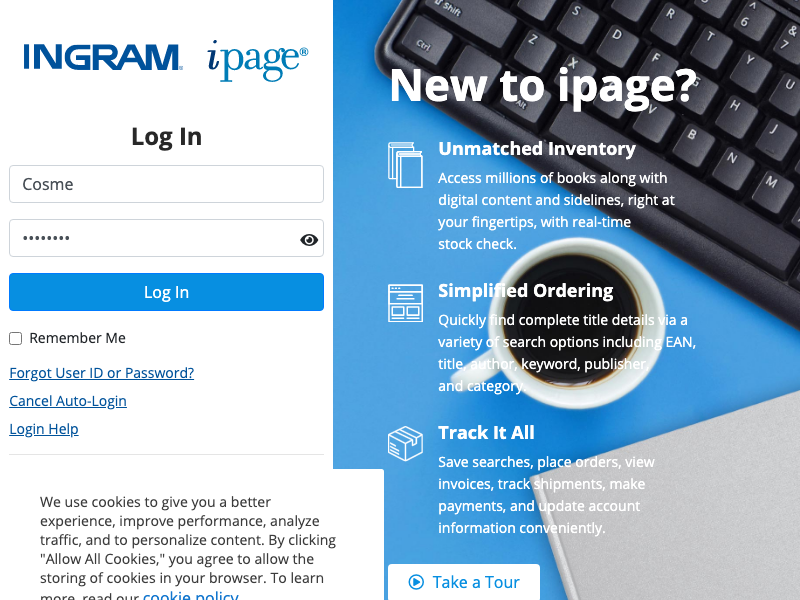 INGRAM ipage®
Log In
Cosme
••••••••
Log In
Remember Me
Forgot User ID or Password?
Cancel Auto-Login
Login Help
We use cookies to give you a better
experience, improve performance, analyze
traffic, and to personalize content. By clicking
"Allow All Cookies," you agree to allow the
storing of cookies in your browser. To learn
more, read our cookie policy.
New to ipage?
Unmatched Inventory
Access millions of books along with
digital content and sidelines, right at
your fingertips, with real-time
stock check.
Simplified Ordering
Quickly find complete title details via a
variety of search options including EAN,
title, author, keyword, publisher,
and category.
Track It All
Save searches, place orders, view
invoices, track shipments, make
payments, and update account
information conveniently.
Take a Tour
Shift
Ctrl
Alt
Z
X
S
D
F
R
T
Y
U
G
H
J
V
B
N
M
6
&
7